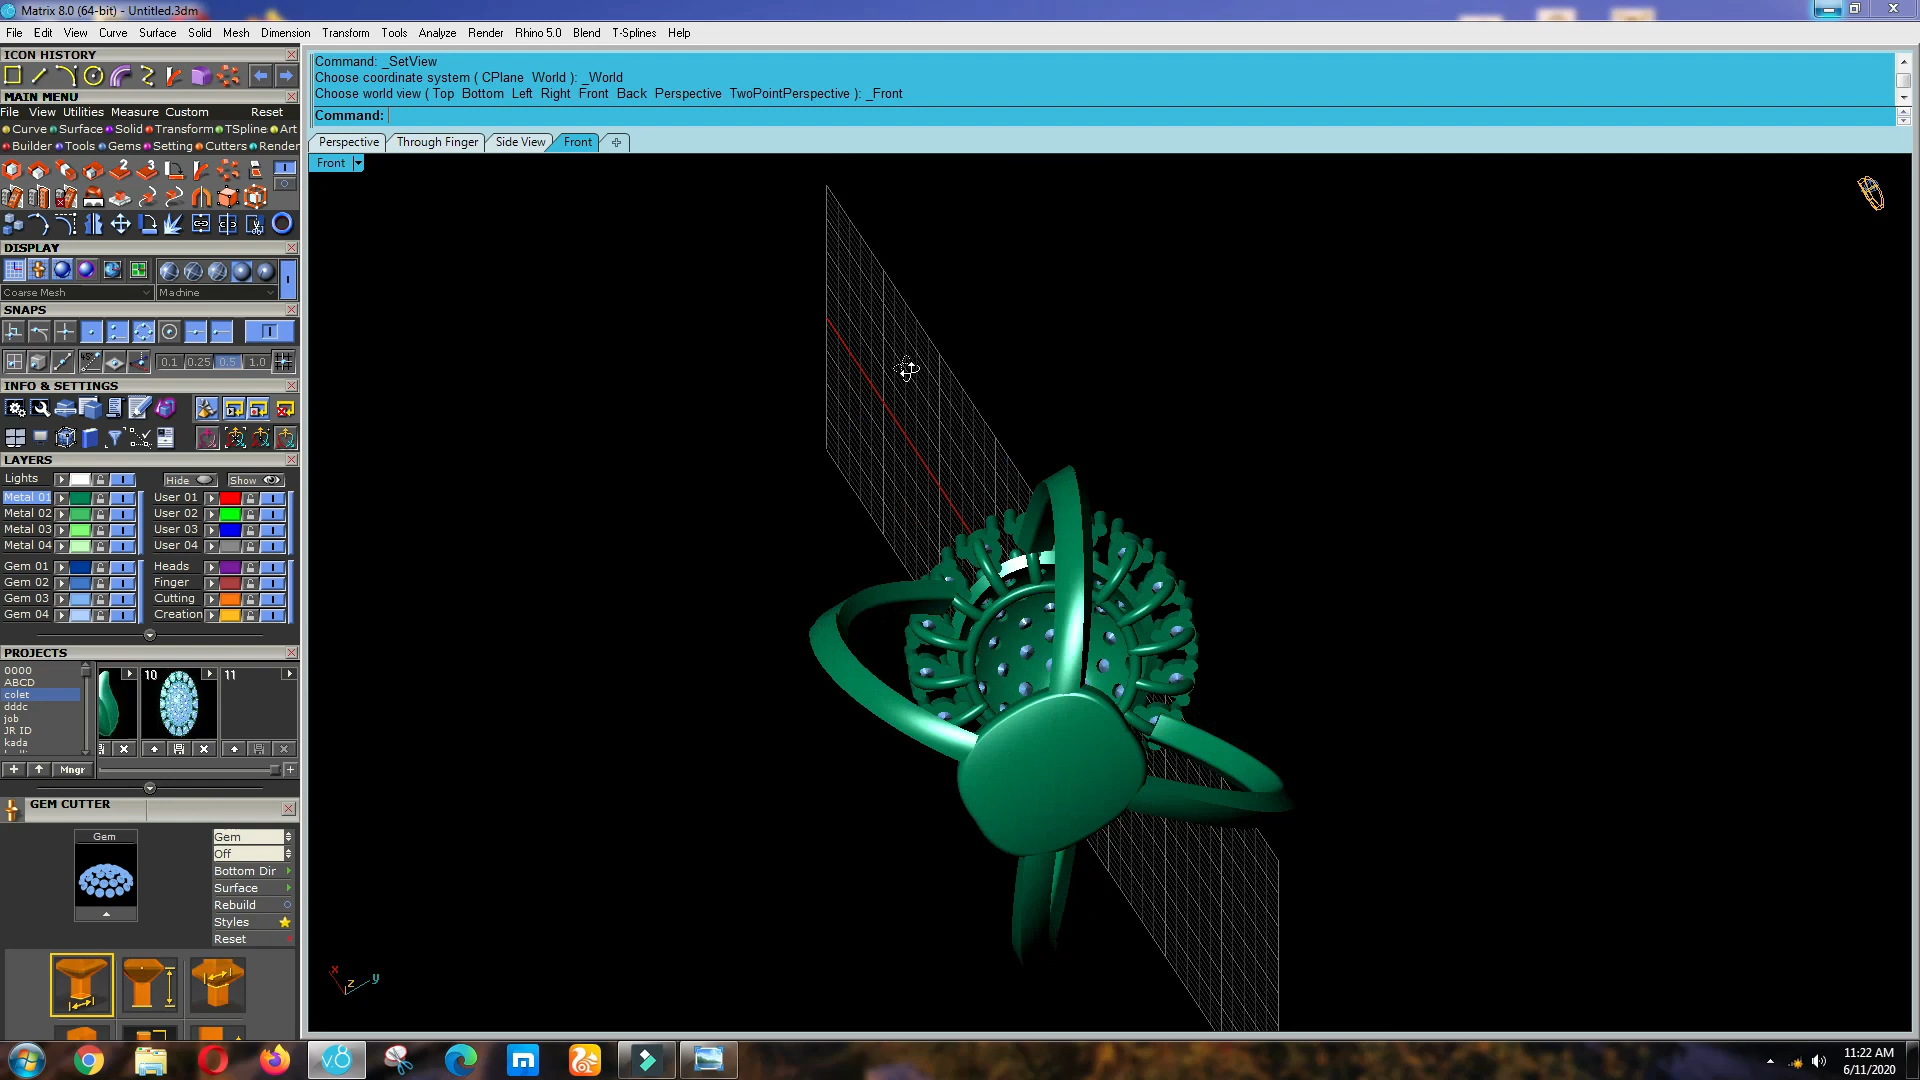 Matrix 8.0 (64-bit) - Untitled.3dm
File Edit View Curve Surface Solid Mesh Dimension Transform Tools Analyze Render Rhino 5.0 Blend T-Splines Help
ICON HISTORY
MAIN MENU
File View Utilities Measure Custom Reset
Curve Surface Solid Transform TSpline Art
Builder Tools Gems Setting Cutters Render
DISPLAY
Coarse Mesh Machine
SNAPS
0.1 0.25 0.5 1.0
INFO & SETTINGS
LAYERS
Lights Hide Show
Metal 01 User 01
Metal 02 User 02
Metal 03 User 03
Metal 04 User 04
Gem 01 Heads
Gem 02 Finger
Gem 03 Cutting
Gem 04 Creation
PROJECTS
0000
ABCD
colet
dddc
job
JR ID
kada
10 11
Mngr
GEM CUTTER
Gem
Gem
Off
Bottom Dir
Surface
Rebuild
Styles
Reset
Command: _SetView
Choose coordinate system ( CPlane World ): _World
Choose world view ( Top Bottom Left Right Front Back Perspective TwoPointPerspective ): _Front
Command:
Perspective Through Finger Side View Front
Front
x z y
v8
11:22 AM
6/11/2020